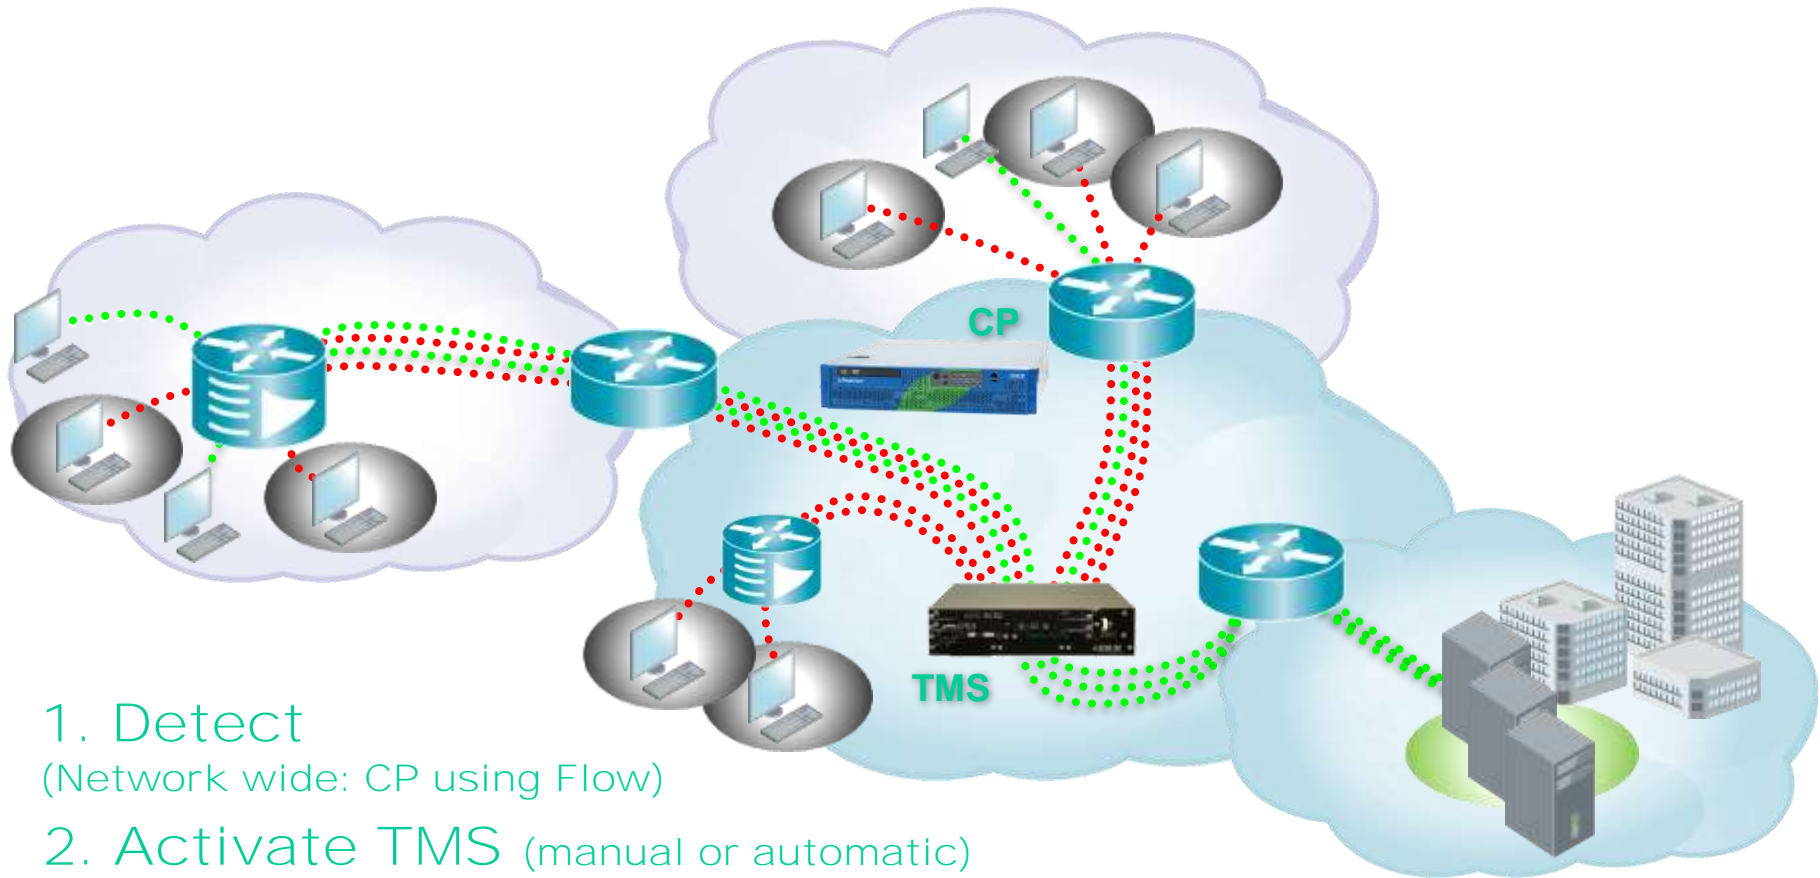 CP
TMS
1. Detect
(Network wide: CP using Flow)
2. Activate TMS (manual or automatic)